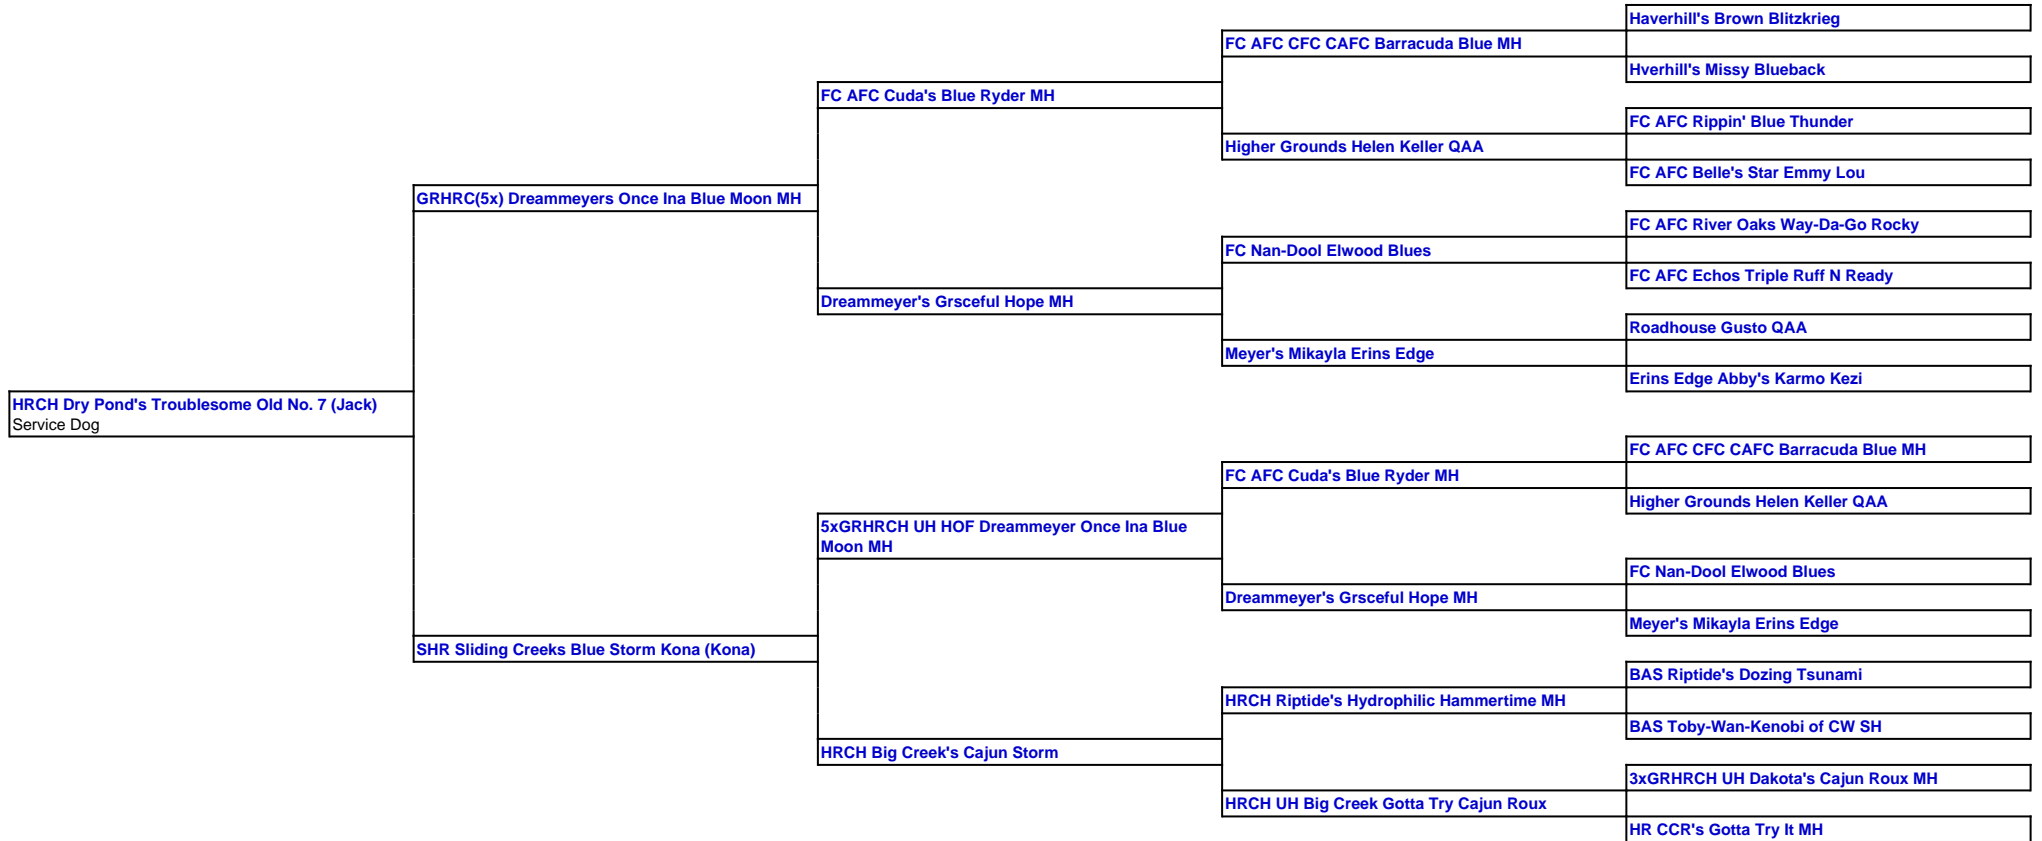 Haverhill's Brown Blitzkrieg
FC AFC CFC CAFC Barracuda Blue MH
Hverhill's Missy Blueback
FC AFC Cuda's Blue Ryder MH
FC AFC Rippin' Blue Thunder
Higher Grounds Helen Keller QAA
FC AFC Belle's Star Emmy Lou
GRHRC(5x) Dreammeyers Once Ina Blue Moon MH
FC AFC River Oaks Way-Da-Go Rocky
FC Nan-Dool Elwood Blues
FC AFC Echos Triple Ruff N Ready
Dreammeyer's Grsceful Hope MH
Roadhouse Gusto QAA
Meyer's Mikayla Erins Edge
Erins Edge Abby's Karmo Kezi
HRCH Dry Pond's Troublesome Old No. 7 (Jack)
Service Dog
FC AFC CFC CAFC Barracuda Blue MH
FC AFC Cuda's Blue Ryder MH
Higher Grounds Helen Keller QAA
5xGRHRCH UH HOF Dreammeyer Once Ina Blue
Moon MH
FC Nan-Dool Elwood Blues
Dreammeyer's Grsceful Hope MH
Meyer's Mikayla Erins Edge
SHR Sliding Creeks Blue Storm Kona (Kona)
BAS Riptide's Dozing Tsunami
HRCH Riptide's Hydrophilic Hammertime MH
BAS Toby-Wan-Kenobi of CW SH
HRCH Big Creek's Cajun Storm
3xGRHRCH UH Dakota's Cajun Roux MH
HRCH UH Big Creek Gotta Try Cajun Roux
HR CCR's Gotta Try It MH